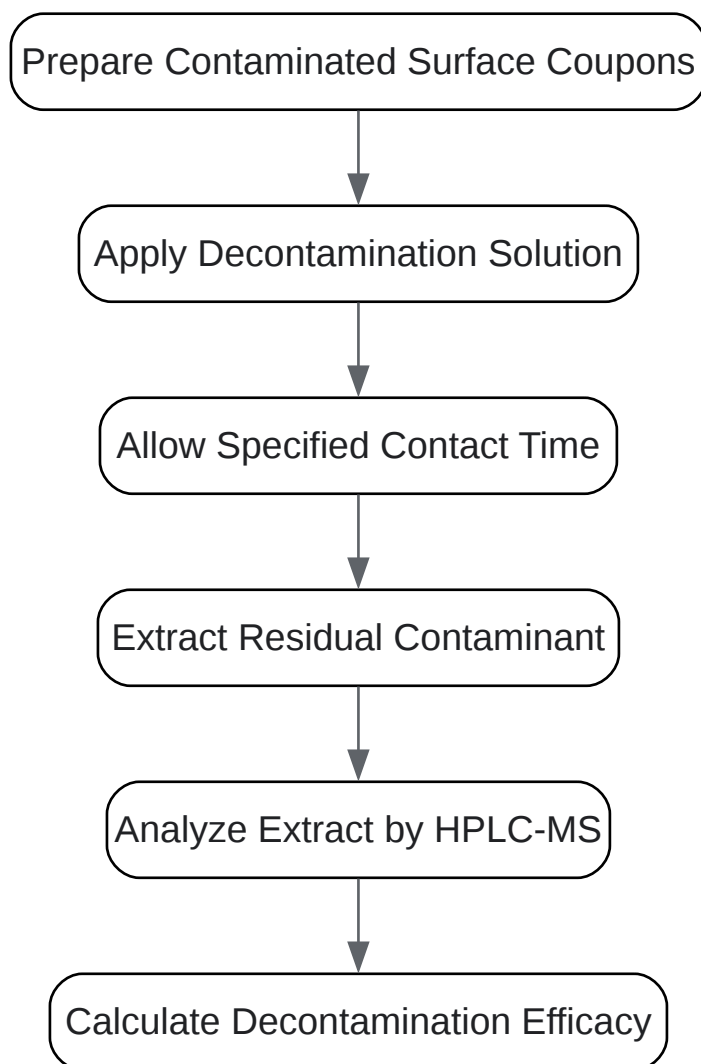 Prepare Contaminated Surface Coupons
Apply Decontamination Solution
Allow Specified Contact Time
Extract Residual Contaminant
Analyze Extract by HPLC-MS
Calculate Decontamination Efficacy